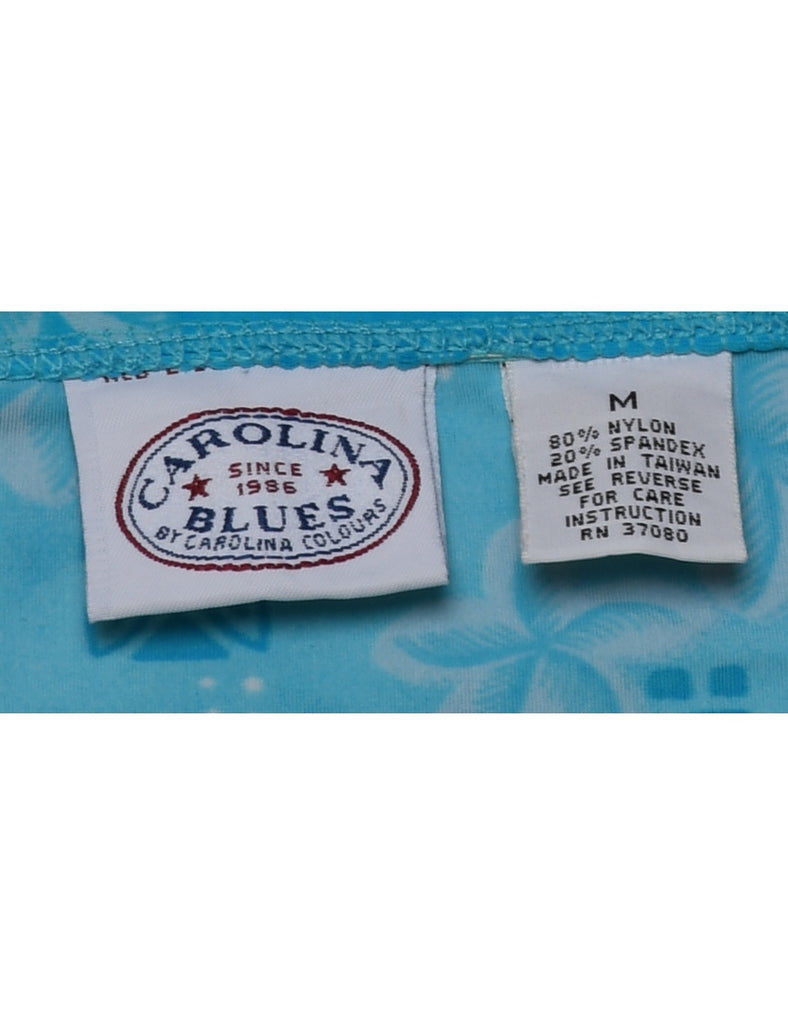 CAROLINA
SINCE
1986
BLUES
BY CAROLINA COLOURS
M
80% NYLON
20% SPANDEX
MADE IN TAIWAN
SEE REVERSE
FOR CARE
INSTRUCTION
RN 37080